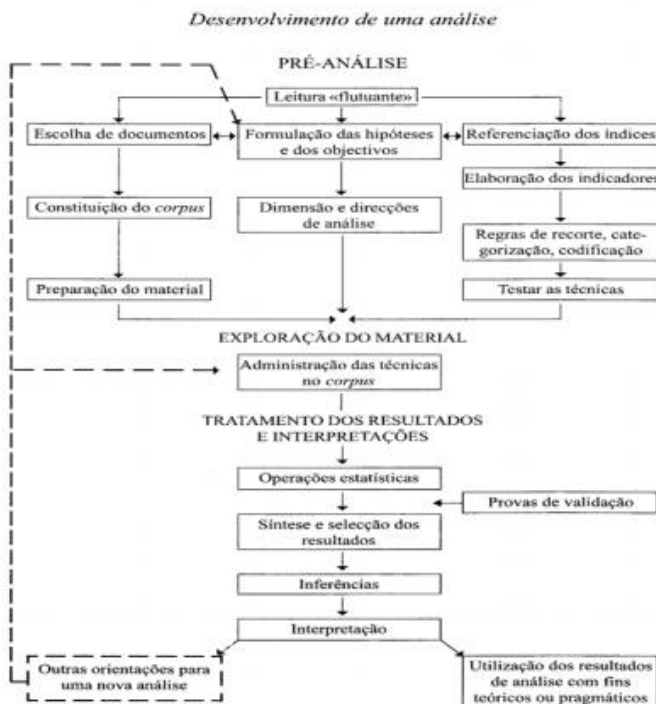 Desenvolvimento de uma análise
PRÉ-ANÁLISE
Leitura «flutuante»
Escolha de documentos
Formulação das hipóteses
e dos objectivos
Referenciação dos índices
Elaboração dos indicadores
Constituição do corpus
Dimensão e direcções
de análise
Regras de recorte, cate-
gorização, codificação
Preparação do material
Testar as técnicas
EXPLORAÇÃO DO MATERIAL
Administração das técnicas
no corpus
TRATAMENTO DOS RESULTADOS
E INTERPRETAÇÕES
Operações estatísticas
Provas de validação
Síntese e selecção dos
resultados
Inferências
Interpretação
Outras orientações para
uma nova análise
Utilização dos resultados
de análise com fins
teóricos ou pragmáticos